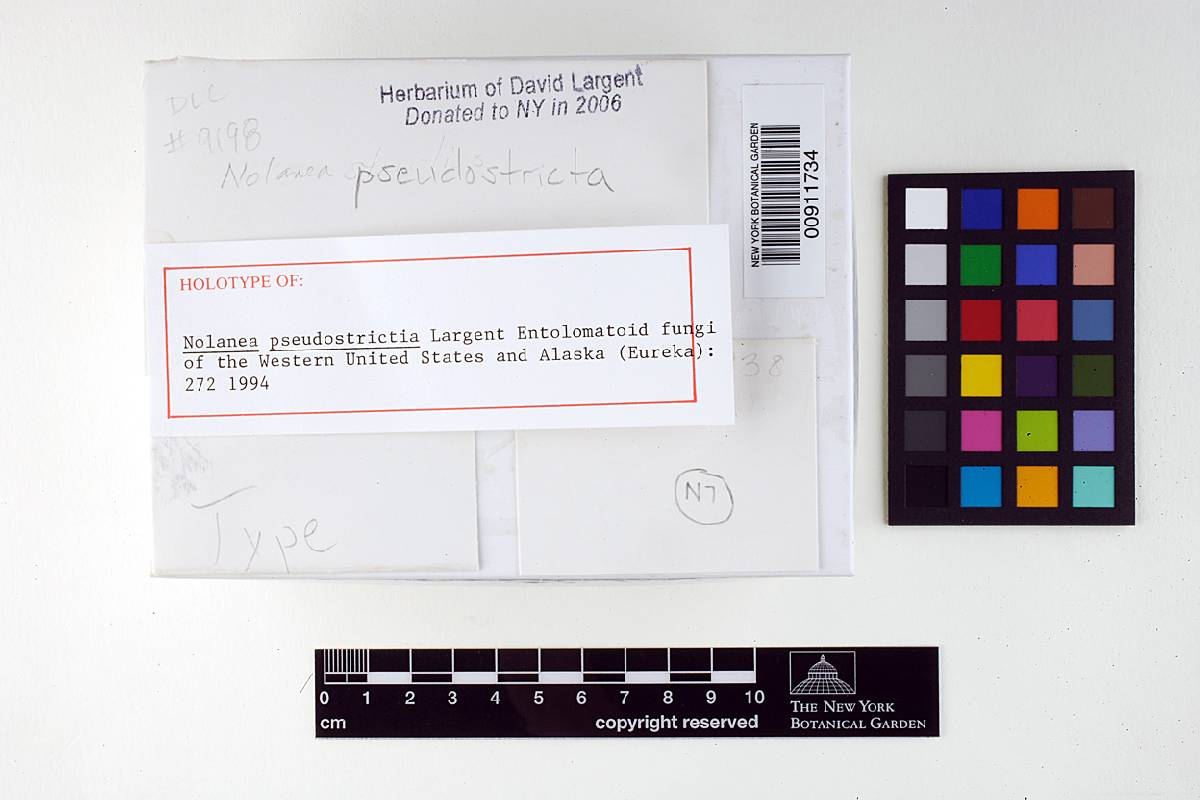 Herbarium of David Largent
Donated to NY in 2006
DLL
#9198
Nolanea pseudostricta
NEW YORK BOTANICAL GARDEN
00911734
HOLOTYPE OF:
Nolanea pseudostrictia Largent Entolomatoid fungi
of the Western United States and Alaska (Eureka):
272 1994
38
N7
Type
0 1 2 3 4 5 6 7 8 9 10
cm
copyright reserved
THE NEW YORK
BOTANICAL GARDEN